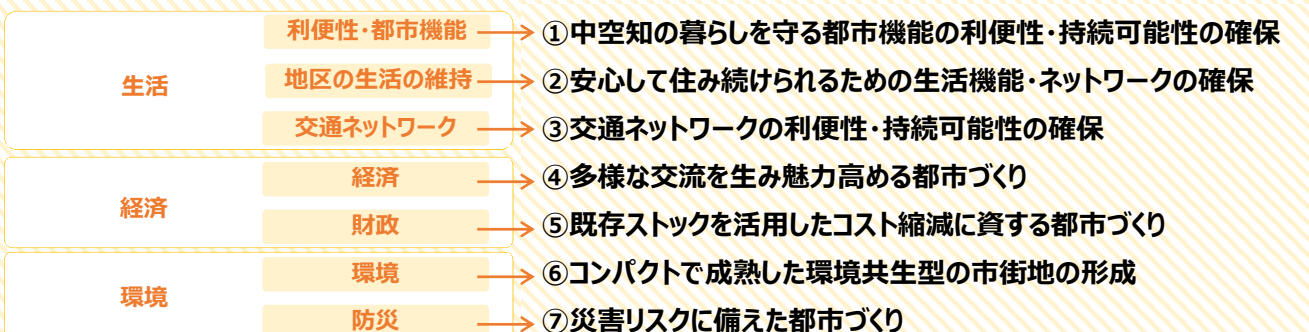 利便性・都市機能 ①中空知の暮らしを守る都市機能の利便性・持続可能性の確保
生活 地区の生活の維持 ②安心して住み続けられるための生活機能・ネットワークの確保
交通ネットワーク ③交通ネットワークの利便性・持続可能性の確保
経済 ④多様な交流を生み魅力高める都市づくり
経済
財政 ⑤既存ストックを活用したコスト縮減に資する都市づくり
環境 ⑥コンパクトで成熟した環境共生型の市街地の形成
環境
防災 ⑦災害リスクに備えた都市づくり